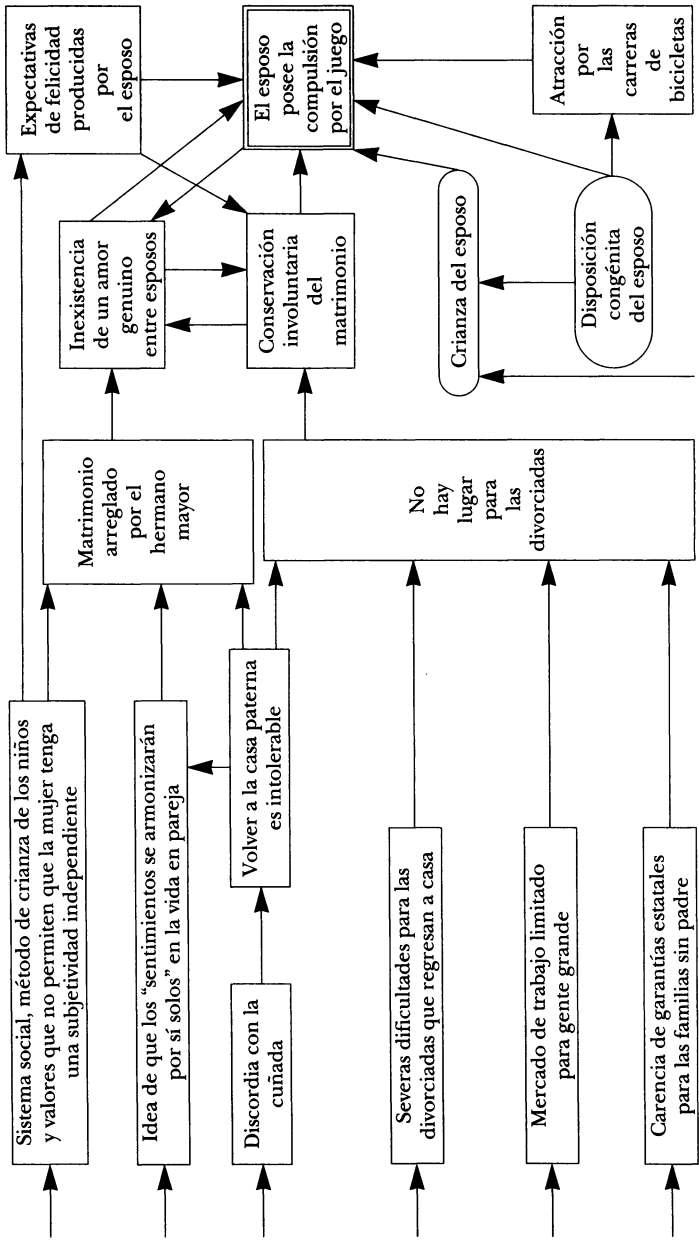 Sistema social, método de crianza de los niños
y valores que no permiten que la mujer tenga
una subjetividad independiente
Idea de que los “sentimientos se armonizarán
por sí solos” en la vida en pareja
Discordia con la
cuñada
Volver a la casa paterna
es intolerable
Severas dificultades para las
divorciadas que regresan a casa
Mercado de trabajo limitado
para gente grande
Carencia de garantías estatales
para las familias sin padre
Matrimonio
arreglado
por el
hermano
mayor
No
hay
lugar
para
las
divorciadas
Inexistencia
de un amor
genuino
entre esposos
Conservación
involuntaria
del
matrimonio
Crianza del esposo
Disposición
congénita
del esposo
Expectativas
de felicidad
producidas
por
el esposo
El esposo
posee la
compulsión
por el juego
Atracción
por
las
carreras
de
bicicletas